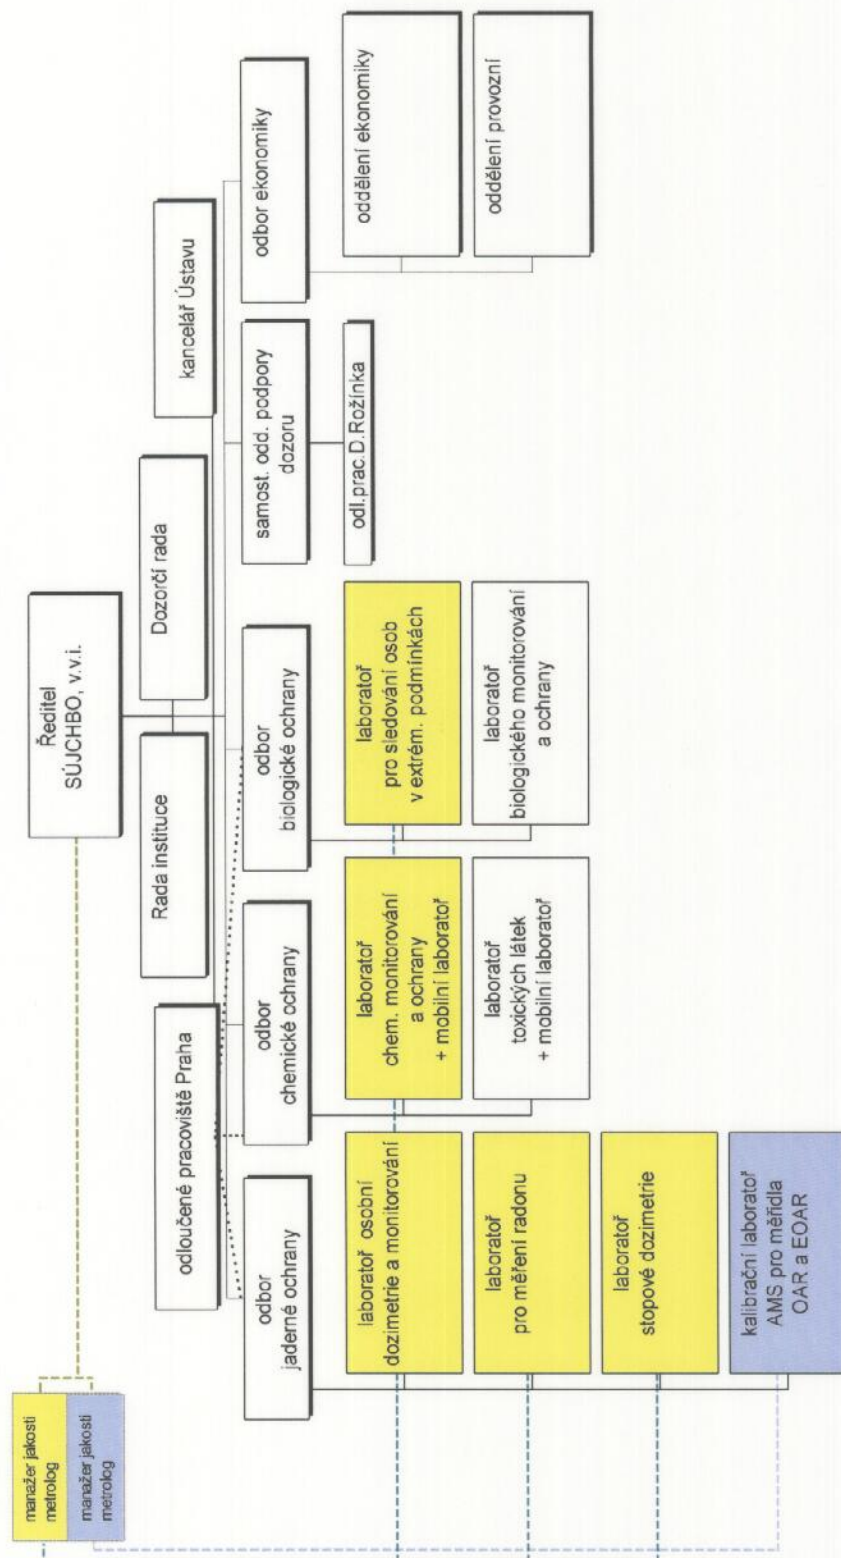 manažer jakosti
metrolog
manažer jakosti
metrolog
Ředitel
SÚJCHBO, v.v.i.
Rada instituce
Dozorčí rada
odloučené pracoviště Praha
kancelář Ústavu
odbor
jaderné ochrany
odbor
chemické ochrany
odbor
biologické ochrany
samost. odd. podpory
dozoru
odbor ekonomiky
laboratoř osobní
dozimetrie a monitorování
laboratoř
chem. monitorování
a ochrany
+ mobilní laboratoř
laboratoř
pro sledování osob
v extrém. podmínkách
odl.prac.D.Rožínka
oddělení ekonomiky
laboratoř
pro měření radonu
laboratoř
toxických látek
+ mobilní laboratoř
laboratoř
biologického monitorování
a ochrany
oddělení provozní
laboratoř
stopové dozimetrie
kalibrační laboratoř
AMS pro měřidla
OAR a EOAR